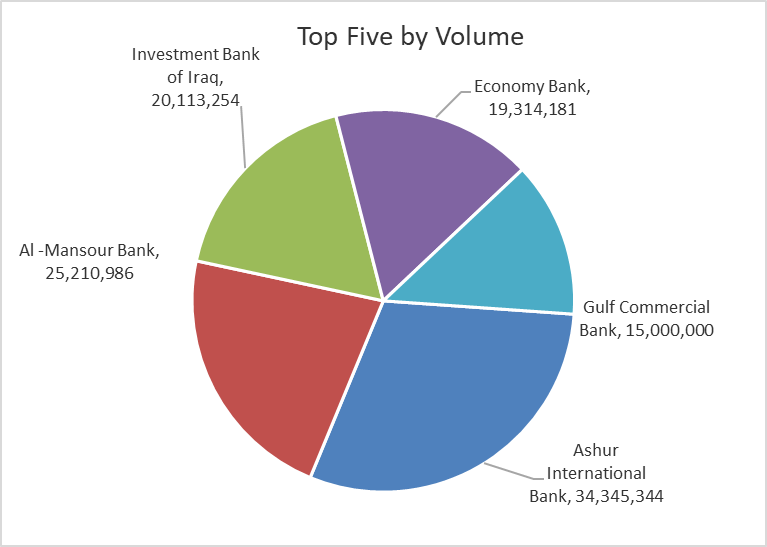 Top Five by Volume
Investment Bank
of Iraq,
20,113,254
Economy Bank,
19,314,181
Al -Mansour Bank,
25,210,986
Gulf Commercial
Bank, 15,000,000
Ashur
International
Bank, 34,345,344